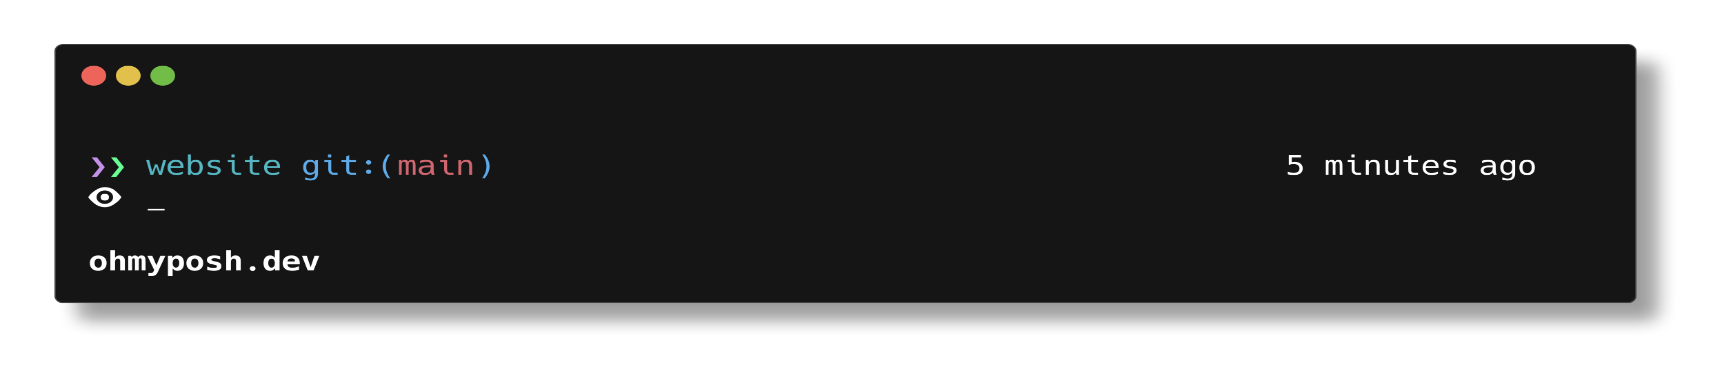 ❯❯ website git:(main) 5 minutes ago
_
ohmyposh.dev